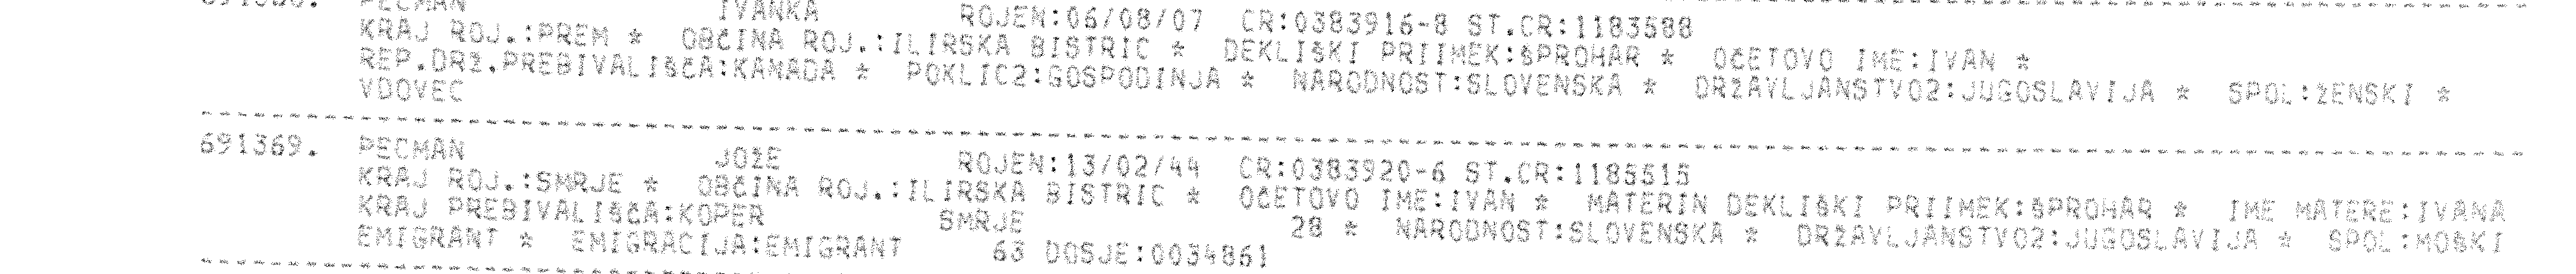 PECMAN IVANKA ROJEN:06/08/07 CR:0383916-8 ST.CR:1183588
KRAJ ROJ.:PREM * OBČINA ROJ.:ILIRSKA BISTRIC * DEKLIŠKI PRIIMEK:ŠPROHAR * OČETOVO IME:IVAN *
REP.DRŽ.PREBIVALIŠČA:KANADA * POKLIC2:GOSPODINJA * NARODNOST:SLOVENSKA * DRŽAVLJANSTVO2:JUGOSLAVIJA * SPOL:ŽENSKI *
VDOVEC
691369. PECMAN JOŽE ROJEN:13/02/44 CR:0383920-6 ST.CR:1185515
KRAJ ROJ.:SMRJE * OBČINA ROJ.:ILIRSKA BISTRIC * OČETOVO IME:IVAN * MATERIN DEKLIŠKI PRIIMEK:ŠPROHAR * IME MATERE:IVANA
KRAJ PREBIVALIŠČA:KOPER SMRJE 28 * NARODNOST:SLOVENSKA * DRŽAVLJANSTVO2:JUGOSLAVIJA * SPOL:MOŠKI
EMIGRANT * EMIGRACIJA:EMIGRANT 63 DOSJE:0034861